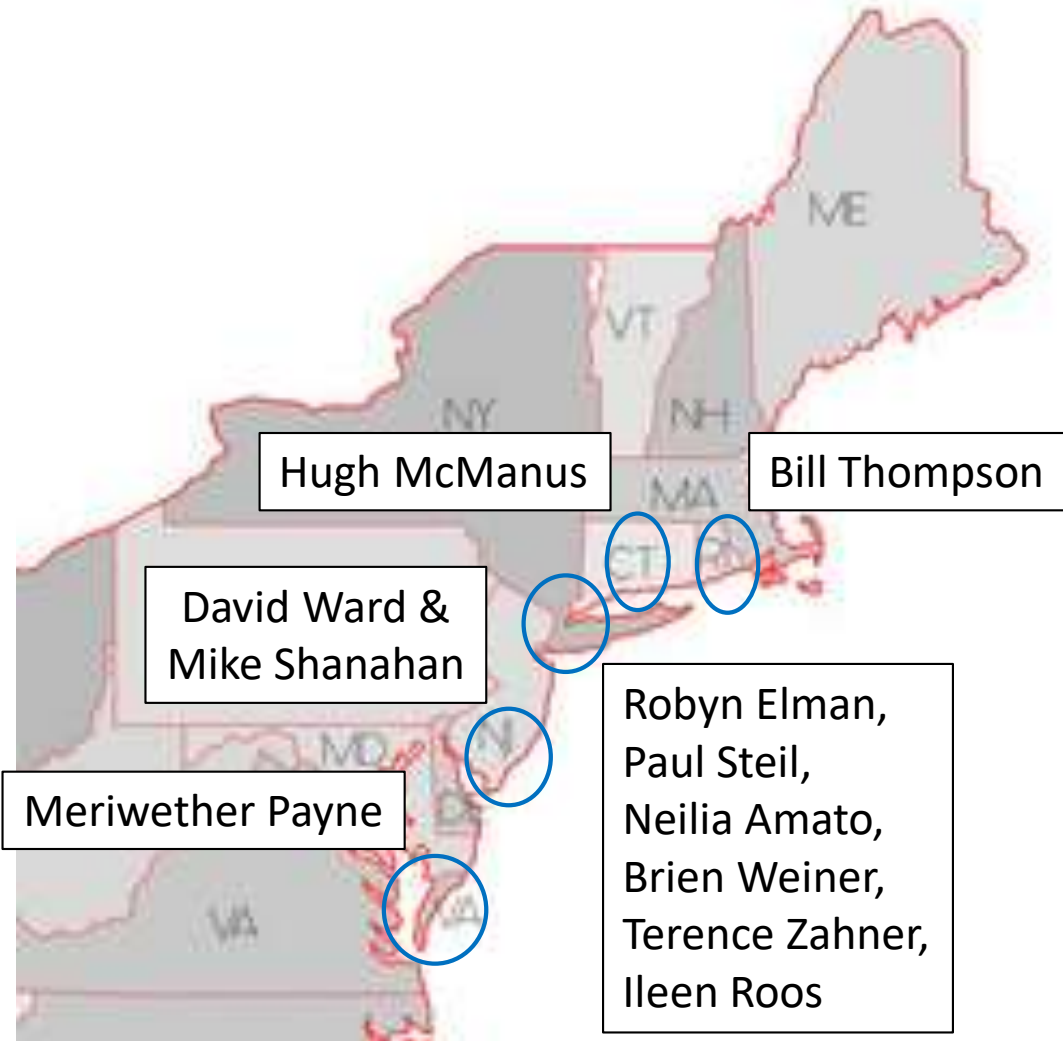 ME
VT
NY
NH
Hugh McManus
Bill Thompson
MA
CT
RI
David Ward &
Mike Shanahan
Robyn Elman,
Paul Steil,
Neilia Amato,
Brien Weiner,
Terence Zahner,
Ileen Roos
NJ
MD
Meriwether Payne
DE
VA
VA